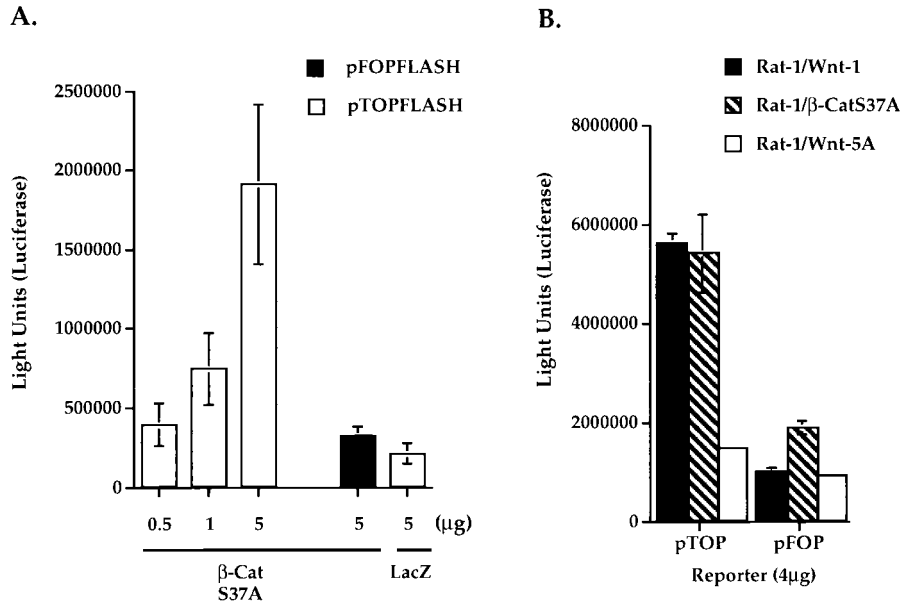 A.
pFOPFLASH
pTOPFLASH
Light Units (Luciferase)
2500000
2000000
1500000
1000000
500000
0
0.5 1 5 5 5 (μg)
β-Cat
S37A
LacZ
B.
Rat-1/Wnt-1
Rat-1/β-CatS37A
Rat-1/Wnt-5A
Light Units (Luciferase)
8000000
6000000
4000000
2000000
0
pTOP pFOP
Reporter (4μg)